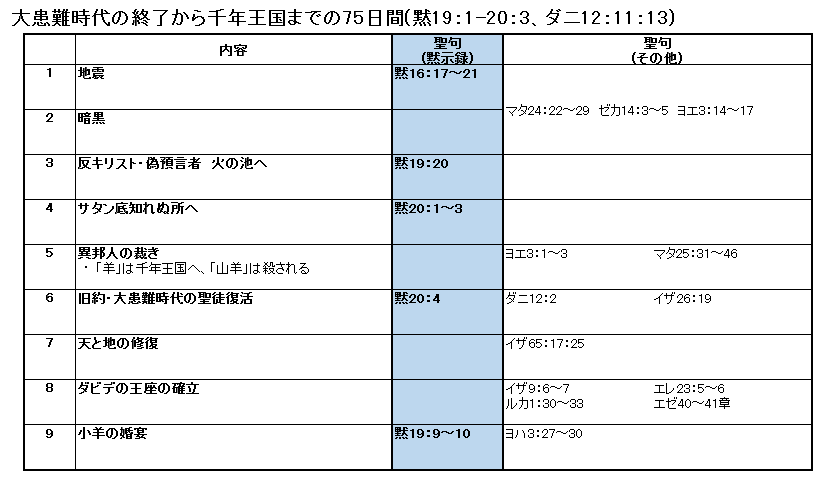 大患難時代の終了から千年王国までの75日間(黙19:1-20:3、ダニ12:11:13)
内容 聖句 聖句
(黙示録) (その他)
1 地震 黙16:17～21
マタ24:22～29 ゼカ14:3～5 ヨエ3:14～17
2 暗黒
3 反キリスト・偽預言者 火の池へ 黙19:20
4 サタン底知れぬ所へ 黙20:1～3
5 異邦人の裁き ヨエ3:1～3 マタ25:31～46
・「羊」は千年王国へ、「山羊」は殺される
6 旧約・大患難時代の聖徒復活 黙20:4 ダニ12:2 イザ26:19
7 天と地の修復 イザ65:17:25
8 ダビデの王座の確立 イザ9:6～7 エレ23:5～6
ルカ1:30～33 エゼ40～41章
9 小羊の婚宴 黙19:9～10 ヨハ3:27～30